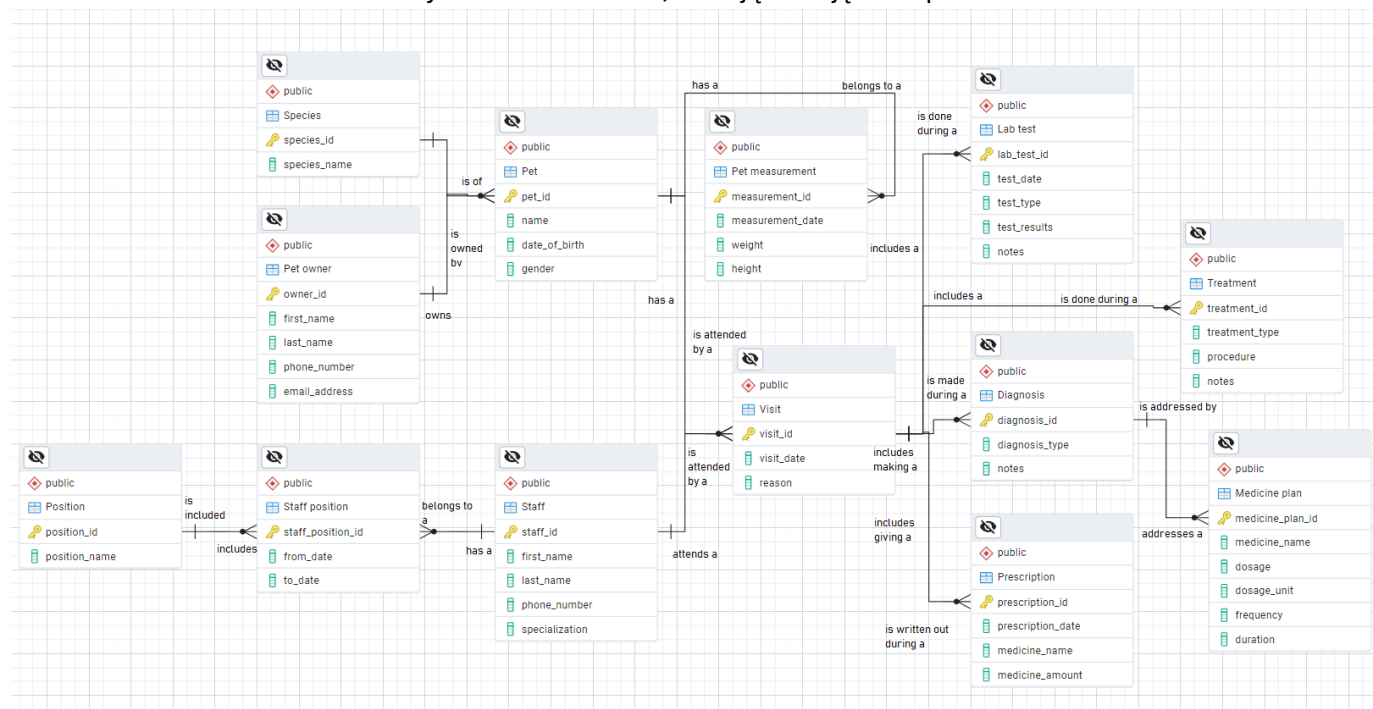 public
Species
species_id
species_name
public
Pet owner
owner_id
first_name
last_name
phone_number
email_address
is of
is
owned
by
owns
public
Pet
pet_id
name
date_of_birth
gender
has a
belongs to a
public
Pet measurement
measurement_id
measurement_date
weight
height
has a
is attended
by a
is done
during a
includes a
public
Lab test
lab_test_id
test_date
test_type
test_results
notes
includes a
is done during a
public
Treatment
treatment_id
treatment_type
procedure
notes
public
Position
position_id
position_name
is
included
includes
public
Staff position
staff_position_id
from_date
to_date
belongs to
a
has a
public
Staff
staff_id
first_name
last_name
phone_number
specialization
is
attended
by a
attends a
public
Visit
visit_id
visit_date
reason
includes
making a
is made
during a
public
Diagnosis
diagnosis_id
diagnosis_type
notes
is addressed by
addresses a
includes
giving a
is written out
during a
public
Prescription
prescription_id
prescription_date
medicine_name
medicine_amount
public
Medicine plan
medicine_plan_id
medicine_name
dosage
dosage_unit
frequency
duration